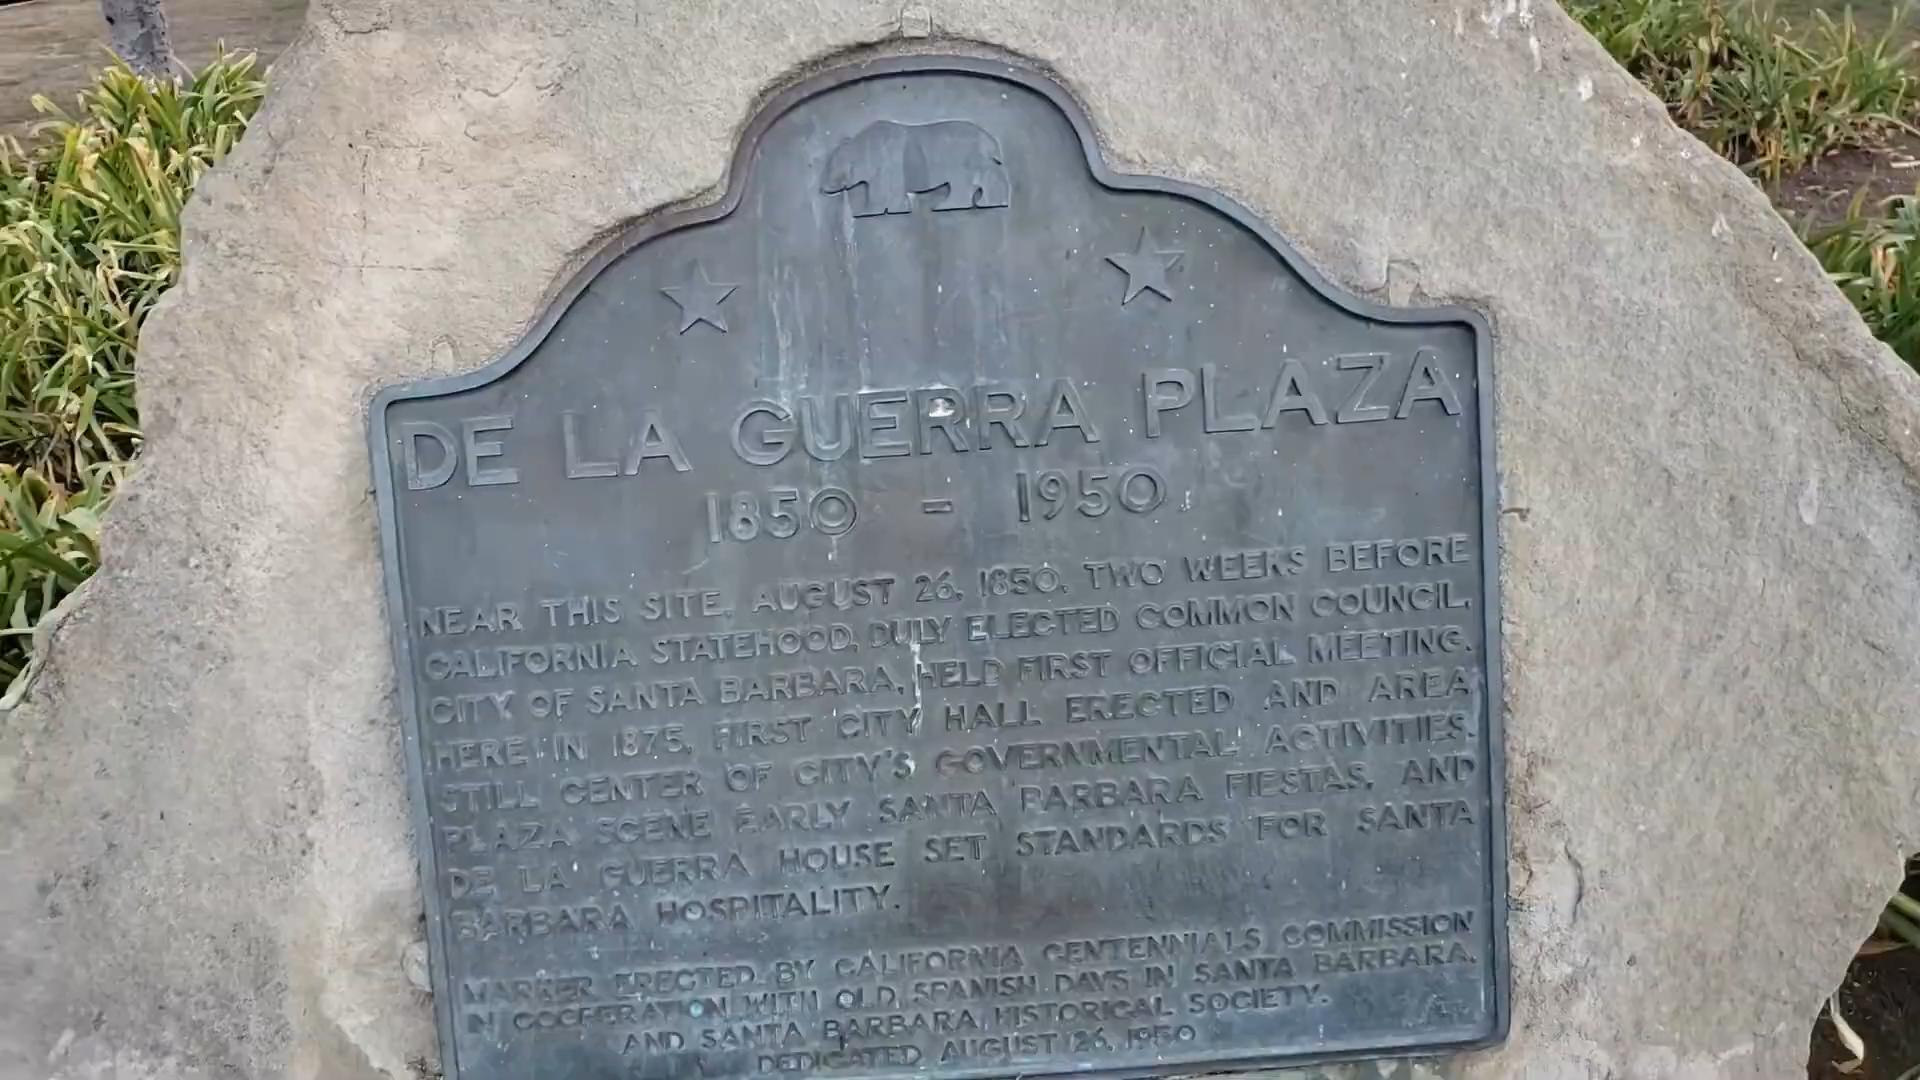 DE LA GUERRA PLAZA
1850 - 1950
NEAR THIS SITE, AUGUST 26, 1850, TWO WEEKS BEFORE
CALIFORNIA STATEHOOD, DULY ELECTED COMMON COUNCIL,
CITY OF SANTA BARBARA, HELD FIRST OFFICIAL MEETING.
HERE IN 1875, FIRST CITY HALL ERECTED AND AREA
STILL CENTER OF CITY'S GOVERNMENTAL ACTIVITIES.
PLAZA SCENE EARLY SANTA BARBARA FIESTAS, AND
DE LA GUERRA HOUSE SET STANDARDS FOR SANTA
BARBARA HOSPITALITY.
MARKER ERECTED BY CALIFORNIA CENTENNIALS COMMISSION
IN COOPERATION WITH OLD SPANISH DAYS IN SANTA BARBARA,
AND SANTA BARBARA HISTORICAL SOCIETY.
DEDICATED AUGUST 26, 1950